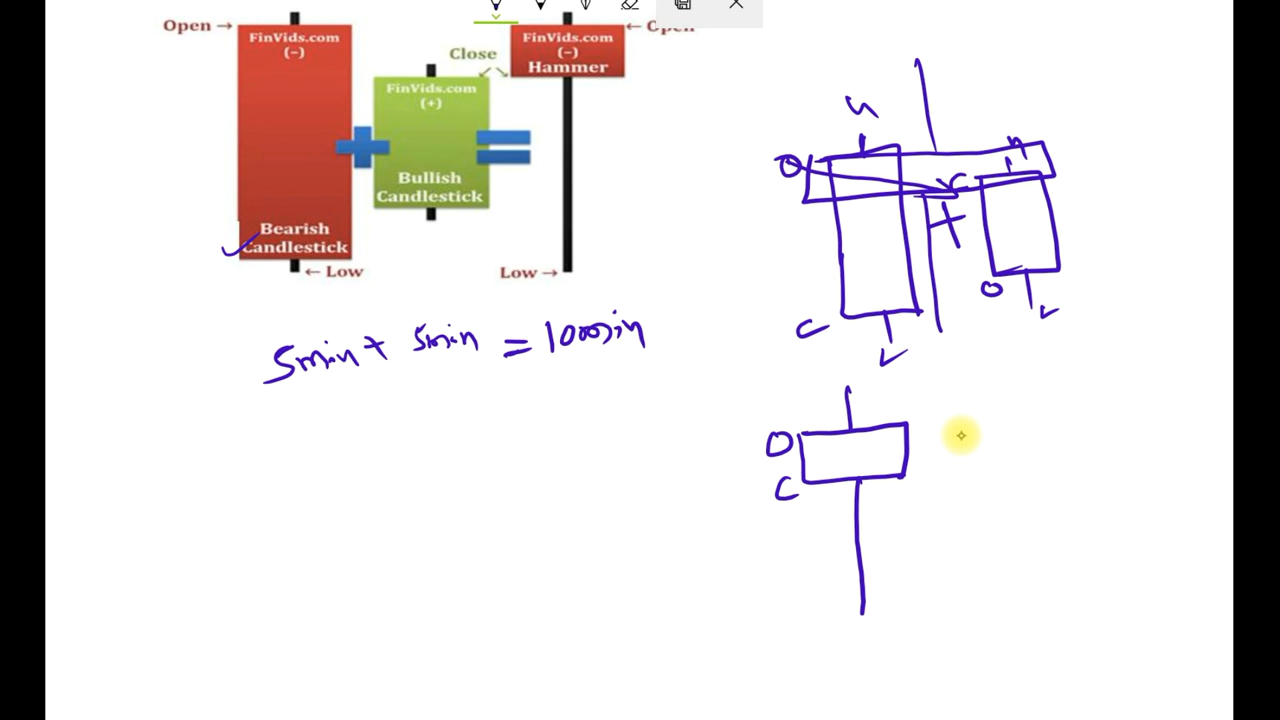 Open →
FinVids.com
(−)
Bearish
Candlestick
← Low
Close
FinVids.com
(+)
Bullish
Candlestick
← Open
FinVids.com
(−)
Hammer
Low →
5min + 5min = 10min
h
O
C
L
+
h
C
O
L
O
C